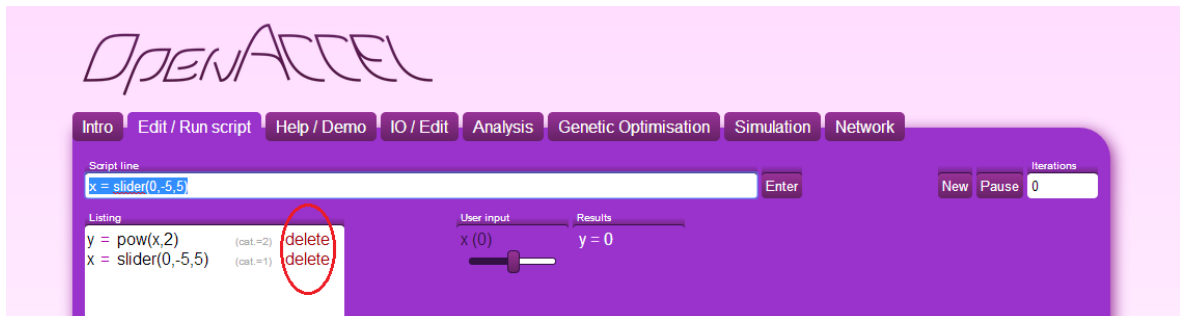 OpenAccel
Intro Edit / Run script Help / Demo IO / Edit Analysis Genetic Optimisation Simulation Network
Script line Iterations
x = slider(0,-5,5) Enter New Pause 0
Listing User input Results
y = pow(x,2) (cat.=2) delete x (0) y = 0
x = slider(0,-5,5) (cat.=1) delete